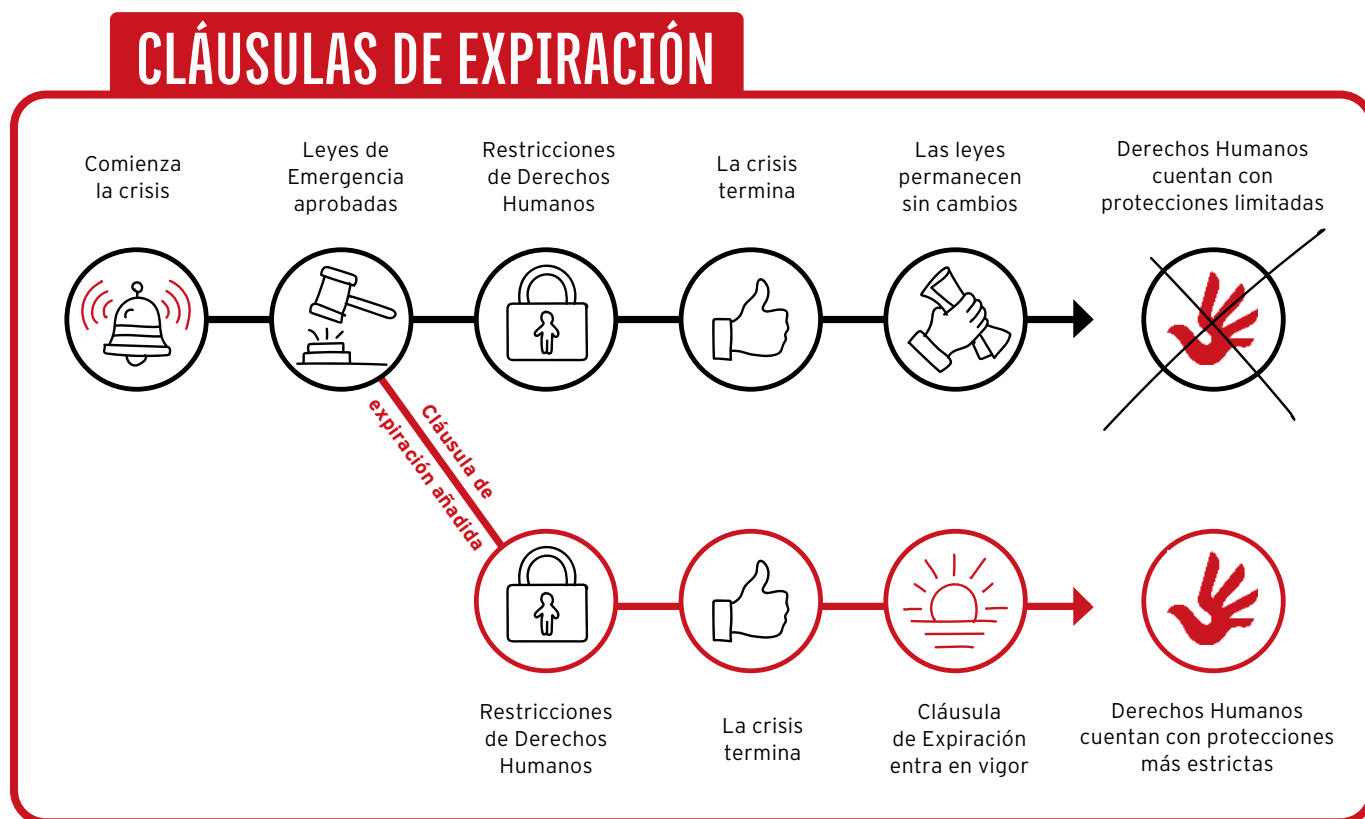 CLÁUSULAS DE EXPIRACIÓN
Comienza
la crisis
Leyes de
Emergencia
aprobadas
Restricciones
de Derechos
Humanos
La crisis
termina
Las leyes
permanecen
sin cambios
Derechos Humanos
cuentan con
protecciones limitadas
Cláusula de
expiración añadida
Restricciones
de Derechos
Humanos
La crisis
termina
Cláusula
de Expiración
entra en vigor
Derechos Humanos
cuentan con protecciones
más estrictas